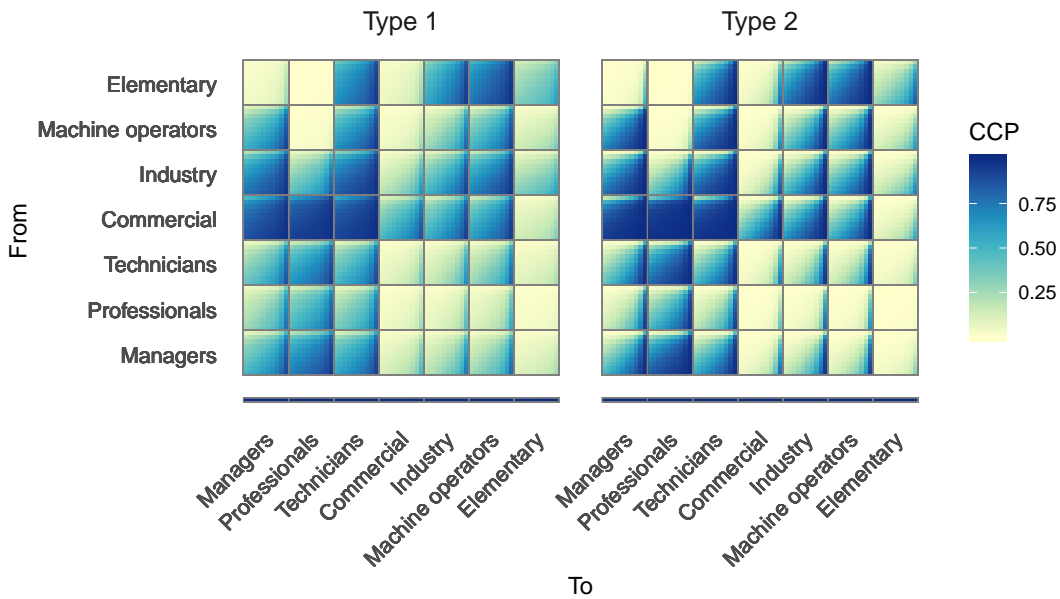 Type 1
Type 2
Elementary
Machine operators
Industry
Commercial
Technicians
Professionals
Managers
From
CCP
0.75
0.50
0.25
Managers
Professionals
Technicians
Commercial
Industry
Machine operators
Elementary
Managers
Professionals
Technicians
Commercial
Industry
Machine operators
Elementary
To